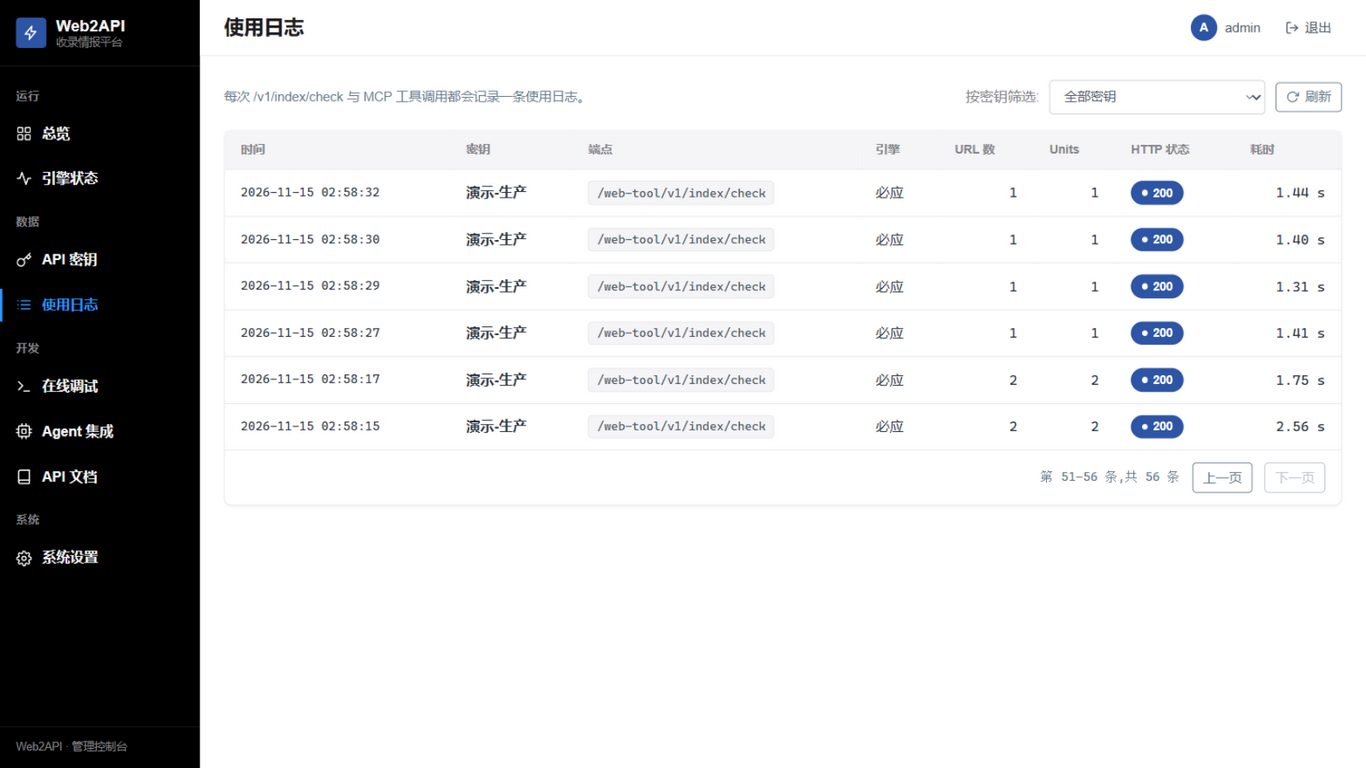 Web2API
收录情报平台
运行
总览
引擎状态
数据
API 密钥
使用日志
开发
在线调试
Agent 集成
API 文档
系统
系统设置
Web2API · 管理控制台
使用日志
A admin 退出
每次 /v1/index/check 与 MCP 工具调用都会记录一条使用日志。 按密钥筛选: 全部密钥 刷新
时间 密钥 端点 引擎 URL 数 Units HTTP 状态 耗时
2026-11-15 02:58:32 演示-生产 /web-tool/v1/index/check 必应 1 1 200 1.44 s
2026-11-15 02:58:30 演示-生产 /web-tool/v1/index/check 必应 1 1 200 1.40 s
2026-11-15 02:58:29 演示-生产 /web-tool/v1/index/check 必应 1 1 200 1.31 s
2026-11-15 02:58:27 演示-生产 /web-tool/v1/index/check 必应 1 1 200 1.41 s
2026-11-15 02:58:17 演示-生产 /web-tool/v1/index/check 必应 2 2 200 1.75 s
2026-11-15 02:58:15 演示-生产 /web-tool/v1/index/check 必应 2 2 200 2.56 s
第 51-56 条,共 56 条 上一页 下一页